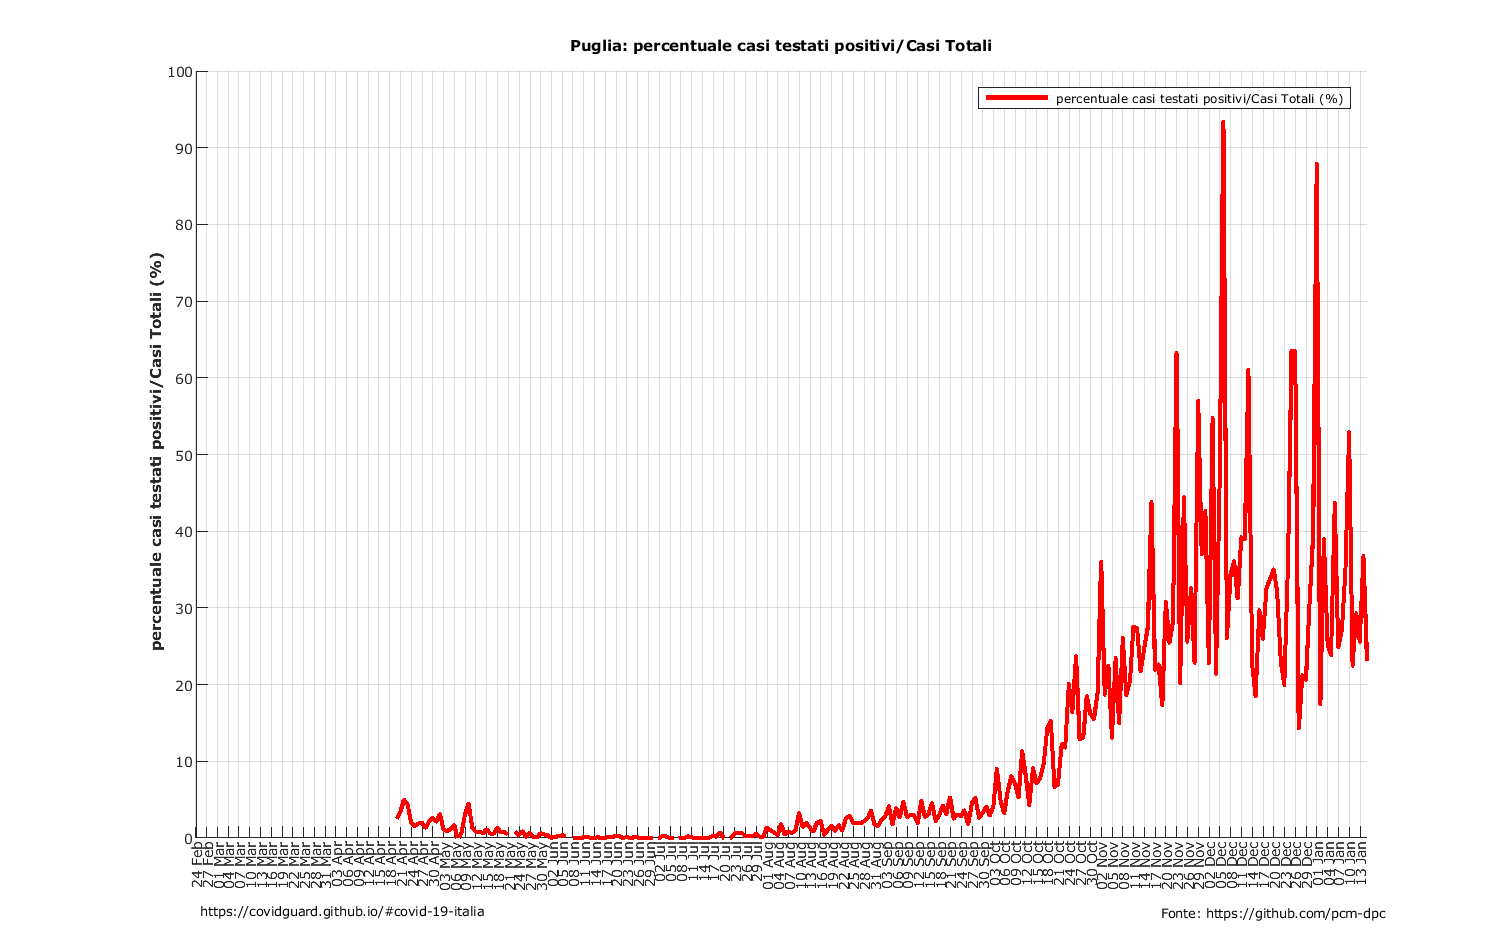 Puglia: percentuale casi testati positivi/Casi Totali
percentuale casi testati positivi/Casi Totali (%)
percentuale casi testati positivi/Casi Totali (%)
100
90
80
70
60
50
40
30
20
10
0
24 Feb
27 Feb
01 Mar
04 Mar
07 Mar
10 Mar
13 Mar
16 Mar
19 Mar
22 Mar
25 Mar
28 Mar
31 Mar
03 Apr
06 Apr
09 Apr
12 Apr
15 Apr
18 Apr
21 Apr
24 Apr
27 Apr
30 Apr
03 May
06 May
09 May
12 May
15 May
18 May
21 May
24 May
27 May
30 May
02 Jun
05 Jun
08 Jun
11 Jun
14 Jun
17 Jun
20 Jun
23 Jun
26 Jun
29 Jun
02 Jul
05 Jul
08 Jul
11 Jul
14 Jul
17 Jul
20 Jul
23 Jul
26 Jul
29 Jul
01 Aug
04 Aug
07 Aug
10 Aug
13 Aug
16 Aug
19 Aug
22 Aug
25 Aug
28 Aug
31 Aug
03 Sep
06 Sep
09 Sep
12 Sep
15 Sep
18 Sep
21 Sep
24 Sep
27 Sep
30 Sep
03 Oct
06 Oct
09 Oct
12 Oct
15 Oct
18 Oct
21 Oct
24 Oct
27 Oct
30 Oct
02 Nov
05 Nov
08 Nov
11 Nov
14 Nov
17 Nov
20 Nov
23 Nov
26 Nov
29 Nov
02 Dec
05 Dec
08 Dec
11 Dec
14 Dec
17 Dec
20 Dec
23 Dec
26 Dec
29 Dec
01 Jan
04 Jan
07 Jan
10 Jan
13 Jan
https://covidguard.github.io/#covid-19-italia
Fonte: https://github.com/pcm-dpc